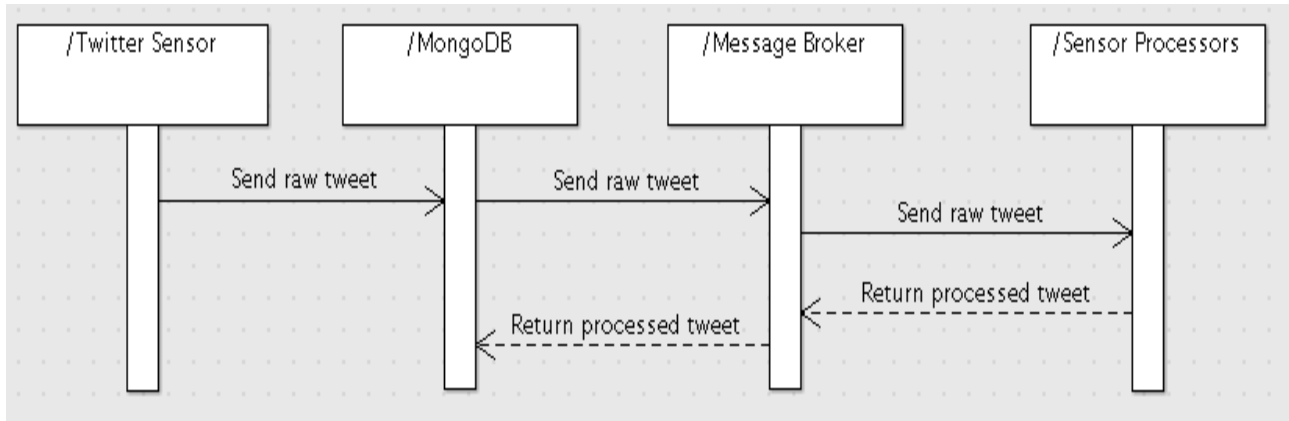 /Twitter Sensor
/MongoDB
/Message Broker
/Sensor Processors
Send raw tweet
Send raw tweet
Send raw tweet
Return processed tweet
Return processed tweet